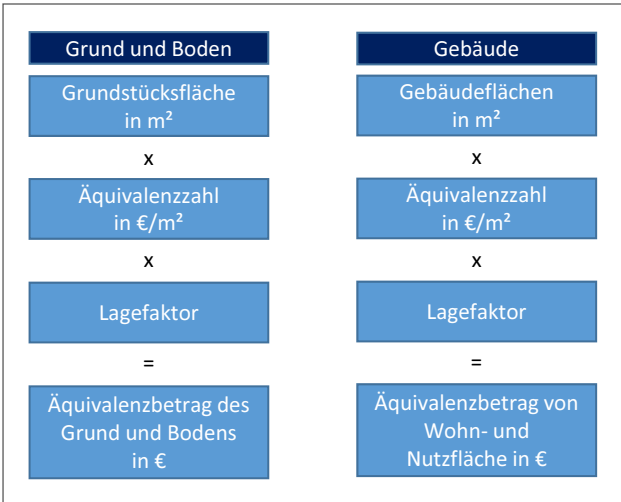 Grund und Boden
Grundstücksfläche
in m²
x
Äquivalenzzahl
in €/m²
x
Lagefaktor
=
Äquivalenzbetrag des
Grund und Bodens
in €
Gebäude
Gebäudeflächen
in m²
x
Äquivalenzzahl
in €/m²
x
Lagefaktor
=
Äquivalenzbetrag von
Wohn- und
Nutzfläche in €